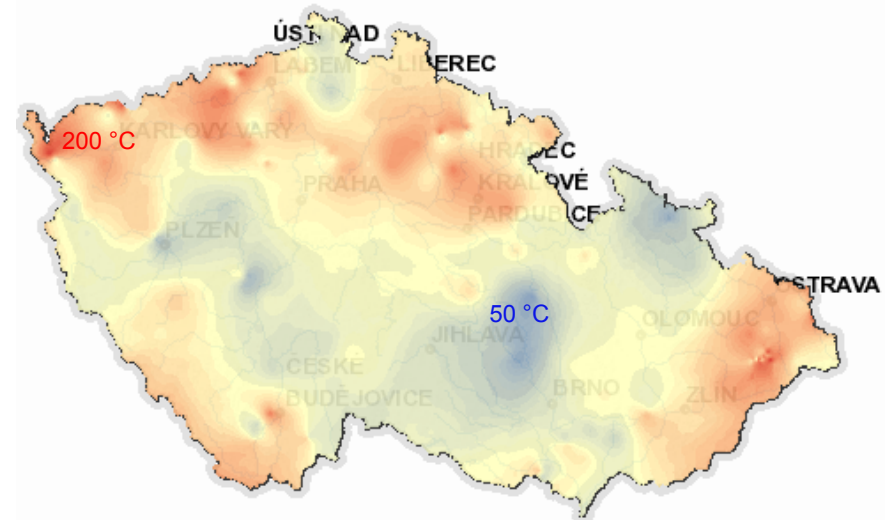 ÚSTÍ NAD
LABEM
LIBEREC
200 °C
KARLOVY VARY
HRADEC
KRÁLOVÉ
PRAHA
PARDUBICE
PLZEŇ
OSTRAVA
50 °C
OLOMOUC
JIHLAVA
ČESKÉ
BUDĚJOVICE
BRNO
ZLÍN